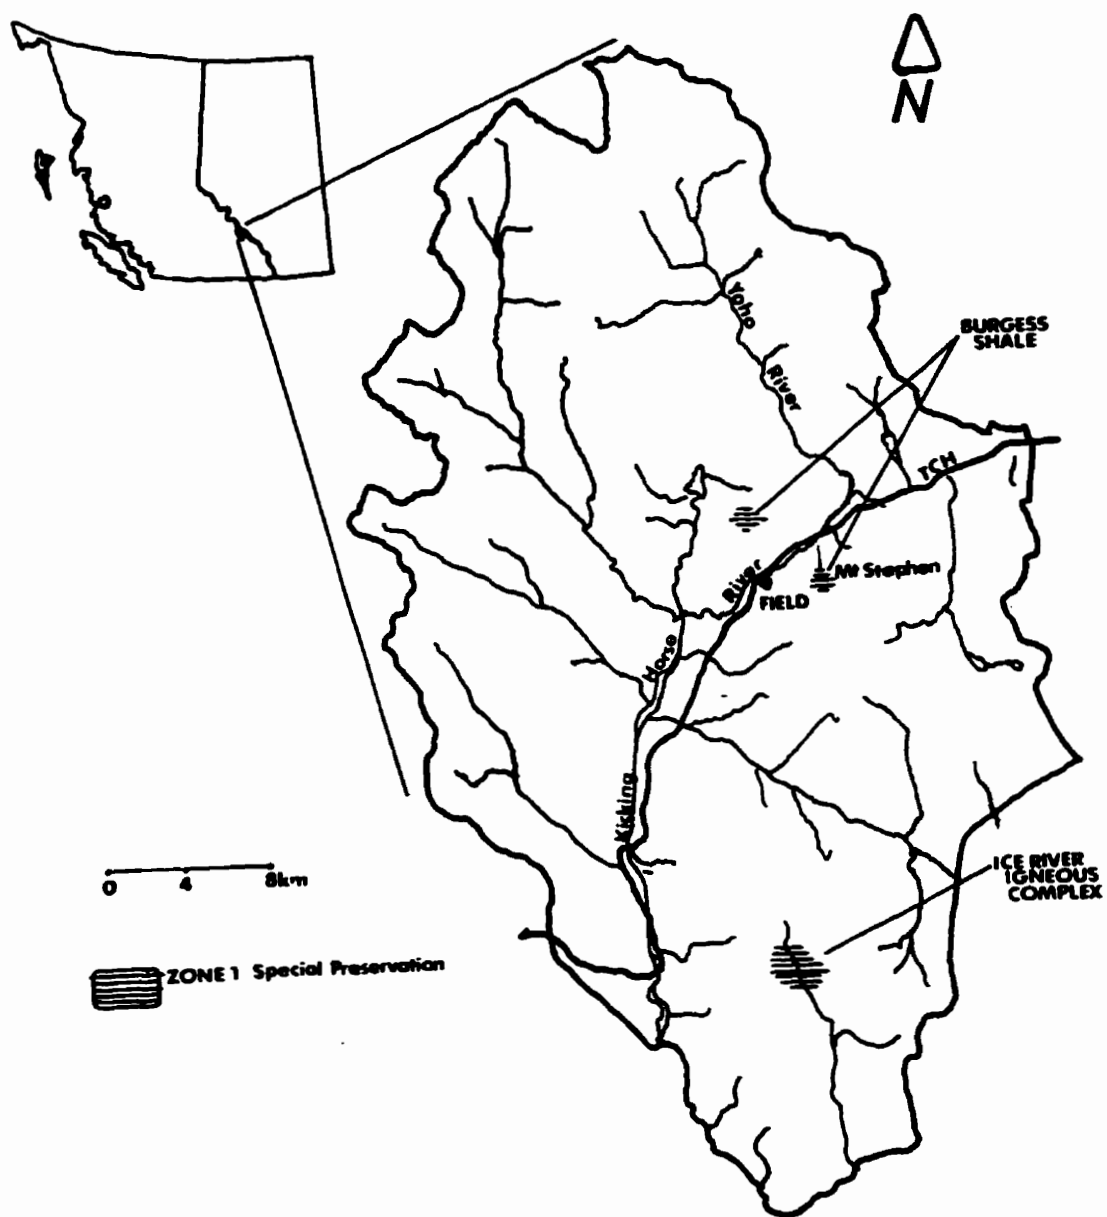 N
BURGESS
SHALE
Yoho
River
TCH
River
Mt Stephen
FIELD
Horse
Kicking
ICE RIVER
IGNEOUS
COMPLEX
0 4 8km
ZONE 1 Special Preservation